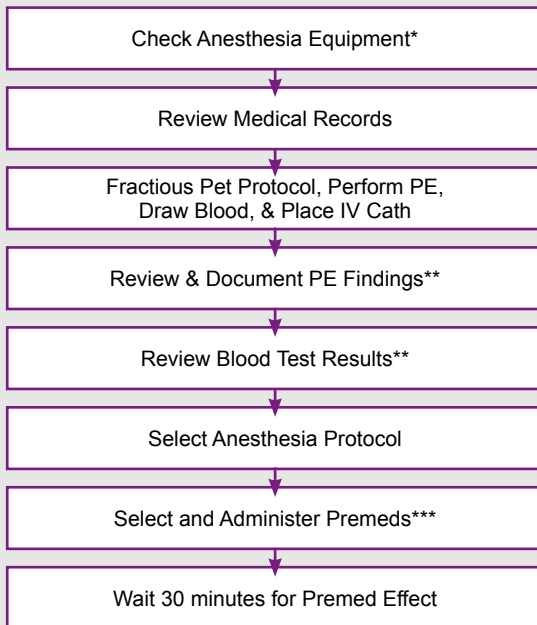 Check Anesthesia Equipment*
Review Medical Records
Fractious Pet Protocol, Perform PE,
Draw Blood, & Place IV Cath
Review & Document PE Findings**
Review Blood Test Results**
Select Anesthesia Protocol
Select and Administer Premeds***
Wait 30 minutes for Premed Effect